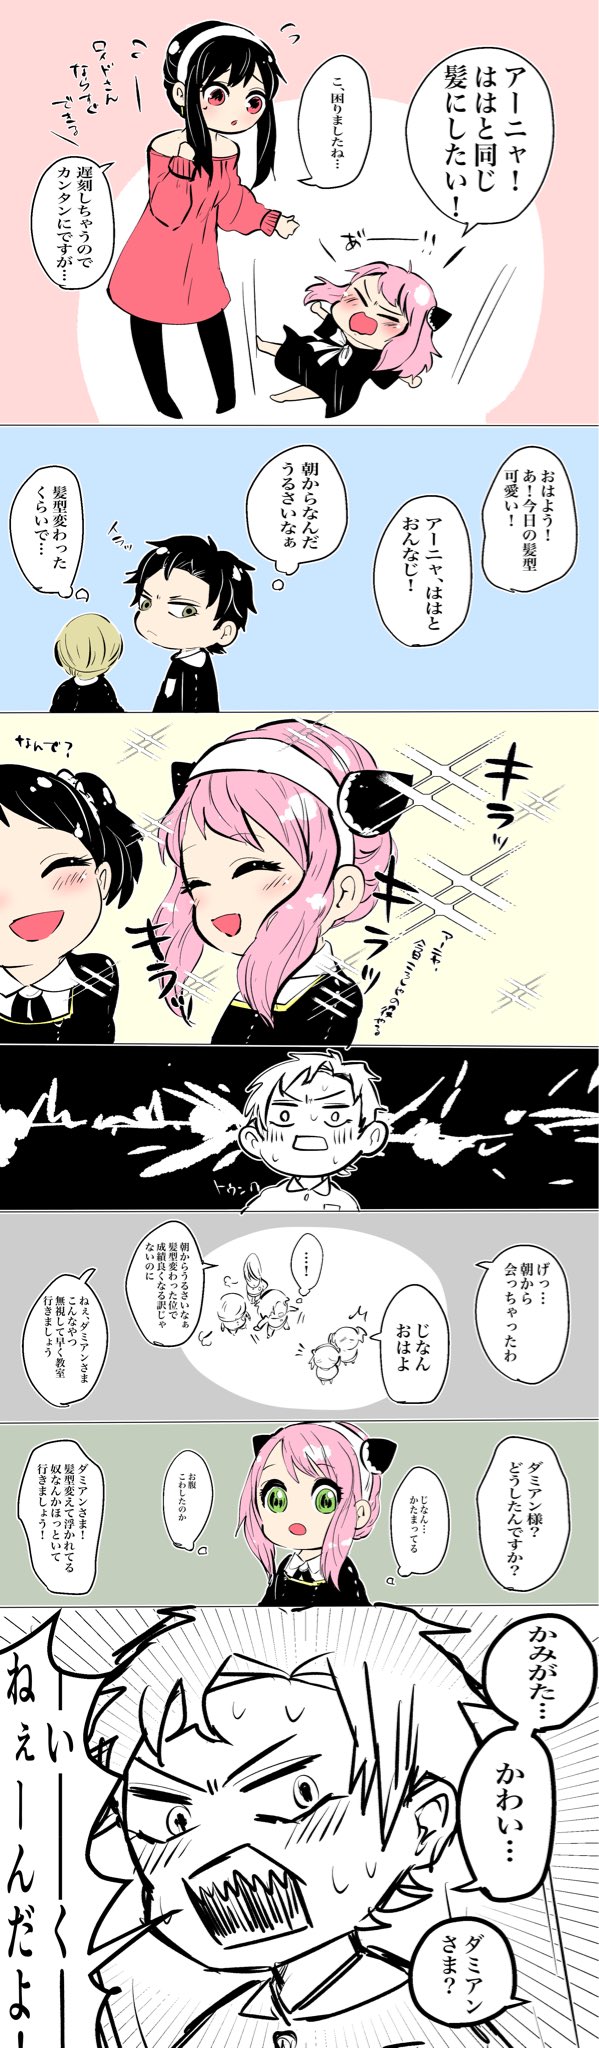 アーニャ！
ははと同じ
髪にしたい！
こ、困りましたね…
ロイドさん
ならすぐ
できる
遅刻しちゃうので
カンタンにですが…
あ゛ーー!!
おはよう！
あ！今日の髪型
可愛い！
アーニャ、ははと
おんなじ！
朝からなんだ
うるさいなぁ
髪型変わった
くらいで…
キラッ
なんで？
キラッ
キラッ
アーニャ、
トゥンク
げっ…
朝から
会っちゃったわ
じなん
おはよ
…！
朝からうるさいなぁ
髪型変わった位で
成績良くなる訳じゃ
ないのに
ねぇ、ダミアンさま
こんなやつ
無視して早く教室
行きましょう
ダミアン様？
どうしたんですか？
じなん…
かたまってる
お腹
こわしたのか
ダミアンさま！
髪型変えて浮かれてる
奴なんかほっといて
行きましょう！
かみがた…
かわい…
ダミアン
さま？
ーいーーくーー
ねぇーんだよー